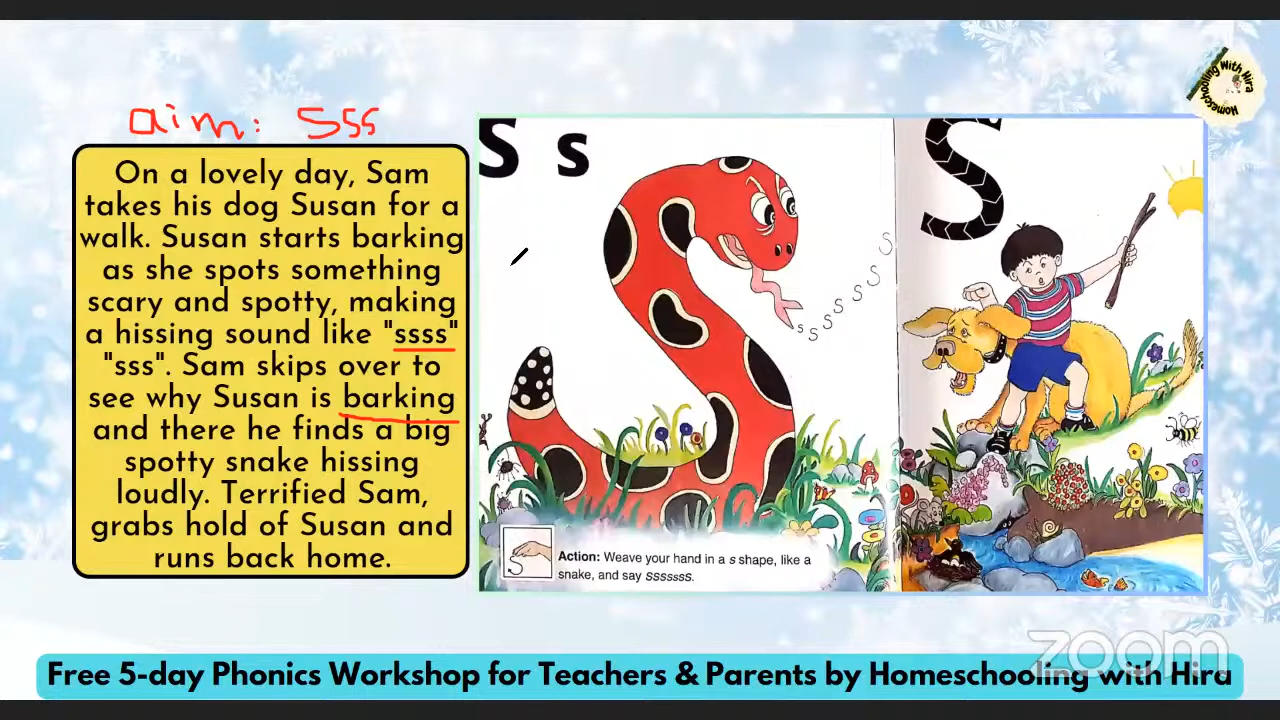 aim: Sss
On a lovely day, Sam
takes his dog Susan for a
walk. Susan starts barking
as she spots something
scary and spotty, making
a hissing sound like "ssss"
"sss". Sam skips over to
see why Susan is barking
and there he finds a big
spotty snake hissing
loudly. Terrified Sam,
grabs hold of Susan and
runs back home.
S s
s s s s s s s
Action: Weave your hand in a s shape, like a
snake, and say sssssss.
S
Homeschooling With Hira
zoom
Free 5-day Phonics Workshop for Teachers & Parents by Homeschooling with Hira